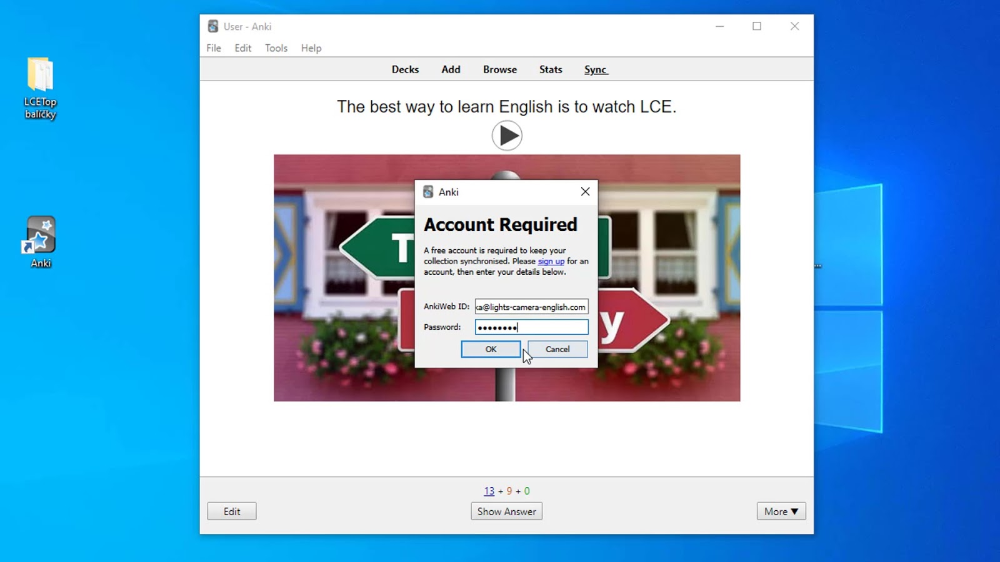 LCETop
balíčky
Anki
User - Anki
File Edit Tools Help
Decks Add Browse Stats Sync
The best way to learn English is to watch LCE.
T
y
Anki
Account Required
A free account is required to keep your
collection synchronised. Please sign up for an
account, then enter your details below.
AnkiWeb ID: ka@lights-camera-english.com
Password: ••••••••
OK Cancel
13 + 9 + 0
Edit Show Answer More ▼
...